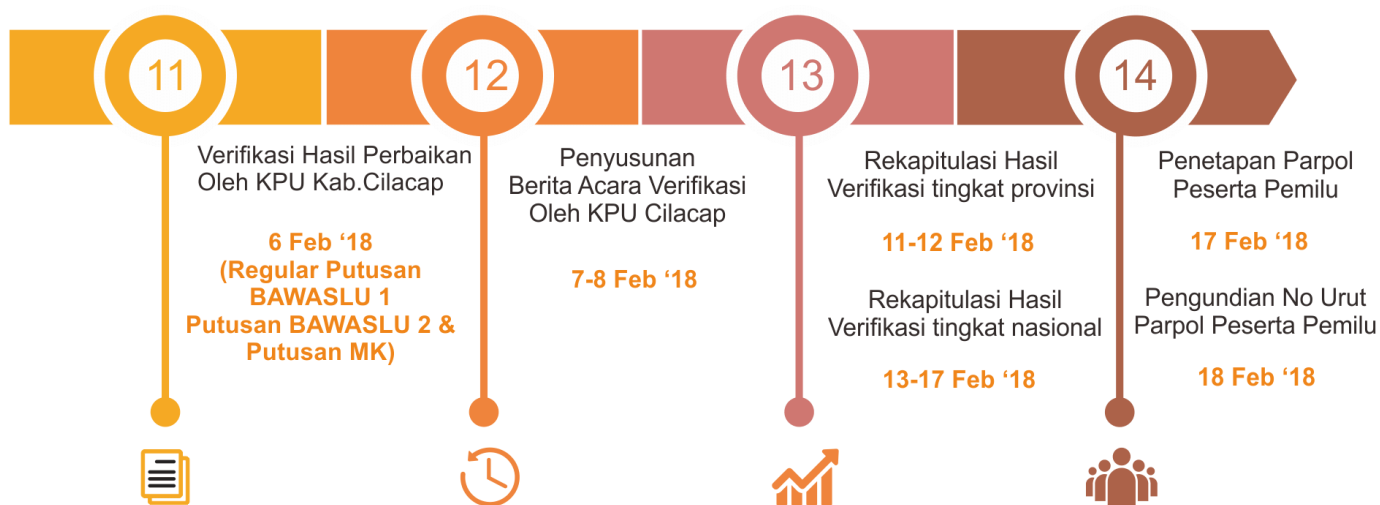 11
12
13
14
Verifikasi Hasil Perbaikan
Oleh KPU Kab.Cilacap
6 Feb ‘18
(Regular Putusan
BAWASLU 1
Putusan BAWASLU 2 &
Putusan MK)
Penyusunan
Berita Acara Verifikasi
Oleh KPU Cilacap
7-8 Feb ‘18
Rekapitulasi Hasil
Verifikasi tingkat provinsi
11-12 Feb ‘18
Rekapitulasi Hasil
Verifikasi tingkat nasional
13-17 Feb ‘18
Penetapan Parpol
Peserta Pemilu
17 Feb ‘18
Pengundian No Urut
Parpol Peserta Pemilu
18 Feb ‘18